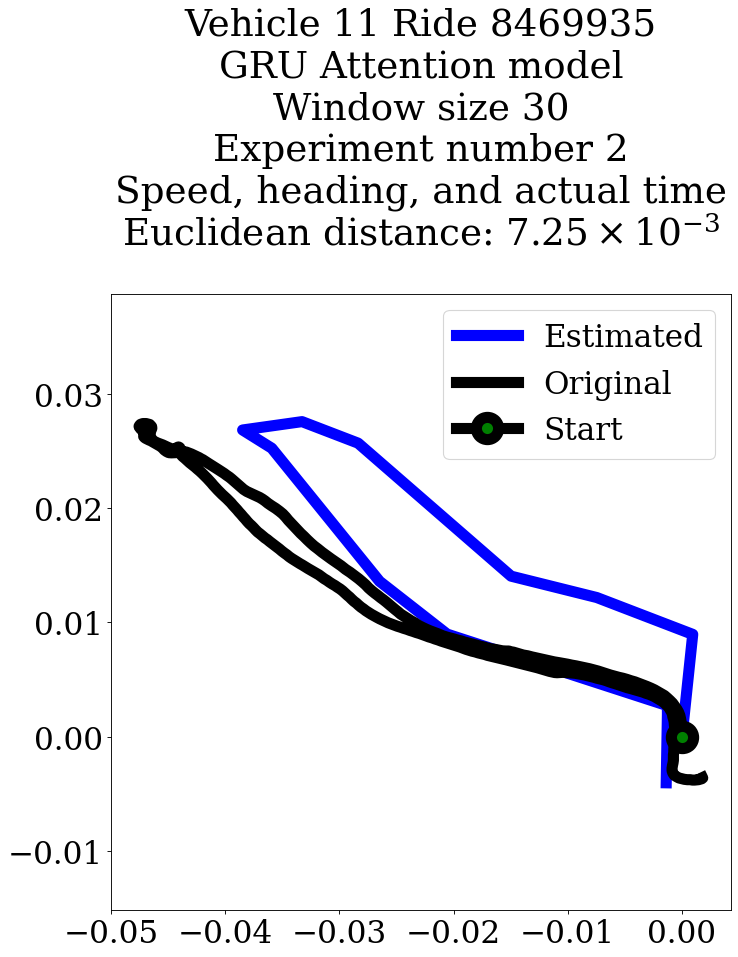 Vehicle 11 Ride 8469935
GRU Attention model
Window size 30
Experiment number 2
Speed, heading, and actual time
Euclidean distance: 7.25 × 10⁻³
Estimated
Original
Start
0.03
0.02
0.01
0.00
−0.01
−0.05 −0.04 −0.03 −0.02 −0.01 0.00